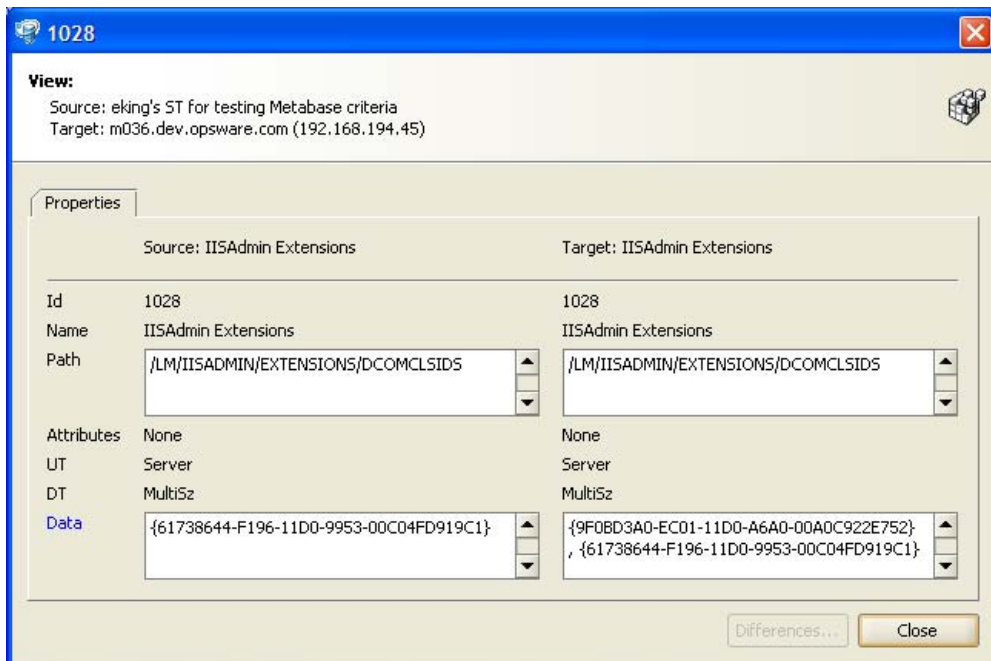 1028
View:
Source: eking's ST for testing Metabase criteria
Target: m036.dev.opsware.com (192.168.194.45)
Properties
Source: IISAdmin Extensions Target: IISAdmin Extensions
Id 1028 1028
Name IISAdmin Extensions IISAdmin Extensions
Path /LM/IISADMIN/EXTENSIONS/DCOMCLSIDS /LM/IISADMIN/EXTENSIONS/DCOMCLSIDS
Attributes None None
UT Server Server
DT MultiSz MultiSz
Data {61738644-F196-11D0-9953-00C04FD919C1} {9F0BD3A0-EC01-11D0-A6A0-00A0C922E752}
, {61738644-F196-11D0-9953-00C04FD919C1}
Differences... Close